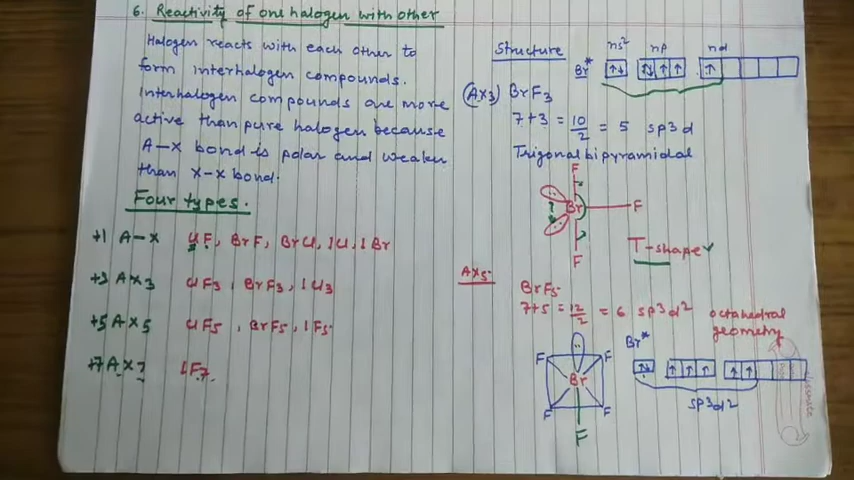 6. Reactivity of one halogen with other
Halogen reacts with each other to
form interhalogen compounds.
Interhalogen compounds are more
active than pure halogen because
A-X bond is polar and weaker
than X-X bond.
Four types.
+1 A-X ClF, BrF, BrCl, ICl, IBr
+3 AX3 ClF3, BrF3, ICl3
+5 AX5 ClF5, BrF5, IF5
+7 AX7 IF7
Structure
ns² np nd
Br*
(AX3) BrF3
7+3 = 10/2 = 5 sp3d
Trigonal bipyramidal
F
Br F
F
T-shape
AX5
BrF5
7+5 = 12/2 = 6 sp3d² octahedral
geometry
Br*
F F
Br
F F
F
sp3d²